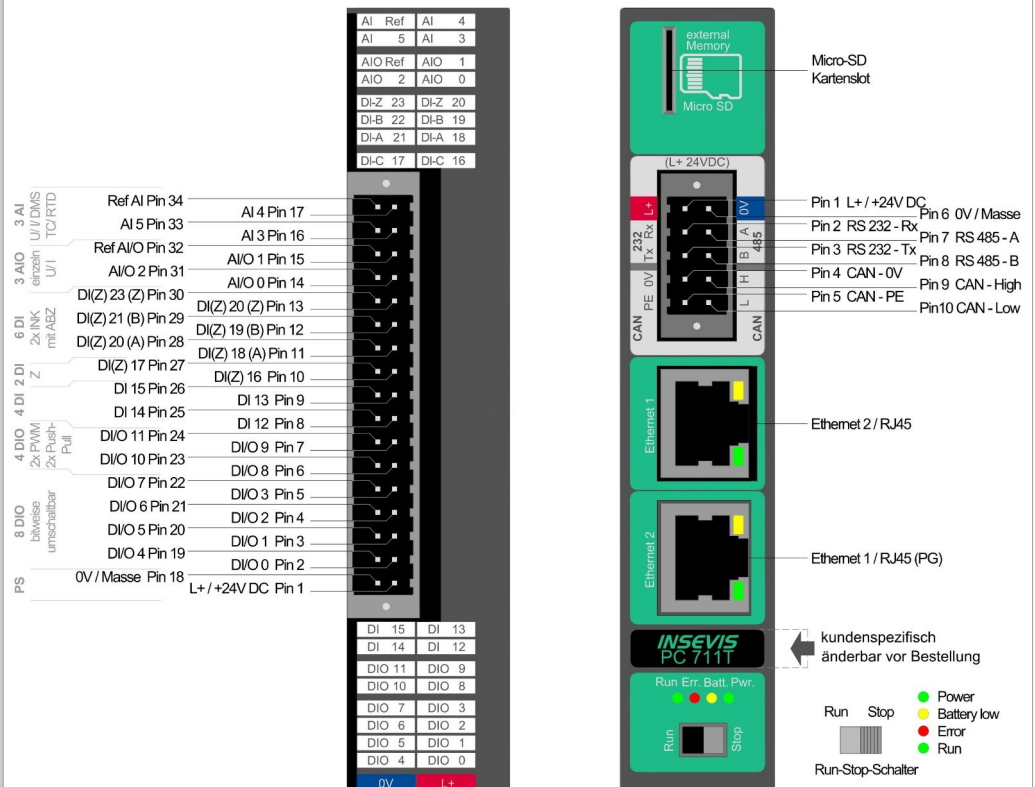 AI Ref AI 4
AI 5 AI 3
AIO Ref AIO 1
AIO 2 AIO 0
DI-Z 23 DI-Z 20
DI-B 22 DI-B 19
DI-A 21 DI-A 18
DI-C 17 DI-C 16
3 AI
U/ I/ DMS
TC/ RTD
3 AIO
einzeln
U/ I
6 DI
2x INK
mit ABZ
2 DI
Z
4 DI
4 DIO
2x PWM
2x Push-
Pull
8 DIO
bitweise
umschaltbar
PS
Ref AI Pin 34
AI 4 Pin 17
AI 5 Pin 33
AI 3 Pin 16
Ref AI/O Pin 32
AI/O 1 Pin 15
AI/O 2 Pin 31
AI/O 0 Pin 14
DI(Z) 23 (Z) Pin 30
DI(Z) 20 (Z) Pin 13
DI(Z) 21 (B) Pin 29
DI(Z) 19 (B) Pin 12
DI(Z) 20 (A) Pin 28
DI(Z) 18 (A) Pin 11
DI(Z) 17 Pin 27
DI(Z) 16 Pin 10
DI 15 Pin 26
DI 13 Pin 9
DI 14 Pin 25
DI 12 Pin 8
DI/O 11 Pin 24
DI/O 9 Pin 7
DI/O 10 Pin 23
DI/O 8 Pin 6
DI/O 7 Pin 22
DI/O 3 Pin 5
DI/O 6 Pin 21
DI/O 2 Pin 4
DI/O 5 Pin 20
DI/O 1 Pin 3
DI/O 4 Pin 19
DI/O 0 Pin 2
0V / Masse Pin 18
L+ / +24V DC Pin 1
DI 15 DI 13
DI 14 DI 12
DIO 11 DIO 9
DIO 10 DIO 8
DIO 7 DIO 3
DIO 6 DIO 2
DIO 5 DIO 1
DIO 4 DIO 0
0V L+
external
Memory
Micro SD
Micro-SD
Kartenslot
(L+ 24VDC)
L+
0V
232
Tx Rx
B A
485
PE 0V
L H
CAN
CAN
Pin 1 L+ / +24V DC
Pin 6 0V / Masse
Pin 2 RS 232 - Rx
Pin 7 RS 485 - A
Pin 3 RS 232 - Tx
Pin 8 RS 485 - B
Pin 4 CAN - 0V
Pin 9 CAN - High
Pin 5 CAN - PE
Pin10 CAN - Low
Ethernet 1
Ethernet 2 / RJ45
Ethernet 2
Ethernet 1 / RJ45 (PG)
INSEVIS
PC 711T
kundenspezifisch
änderbar vor Bestellung
Run Err. Batt. Pwr.
Run
Stop
Run Stop
Run-Stop-Schalter
Power
Battery low
Error
Run